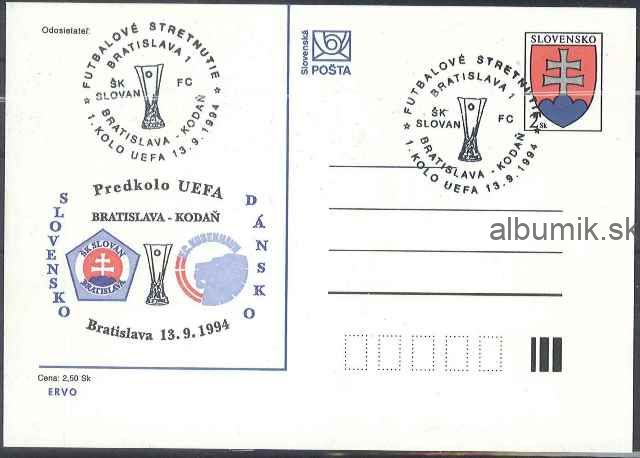 Odosielateľ:
★ FUTBALOVÉ STRETNUTIE ★
BRATISLAVA 1
ŠK FC
SLOVAN
BRATISLAVA - KODAŇ
1. KOLO UEFA 13.9.1994
Slovenská
POŠTA
SLOVENSKO
2 Sk
★ FUTBALOVÉ STRETNUTIE ★
BRATISLAVA 1
ŠK FC
SLOVAN
BRATISLAVA - KODAŇ
1. KOLO UEFA 13.9.1994
Predkolo UEFA
BRATISLAVA - KODAŇ
SLOVENSKO
DÁNSKO
ŠK SLOVAN
BRATISLAVA
F.C. KØBENHAVN
Bratislava 13.9.1994
albumik.sk
Cena: 2,50 Sk
ERVO